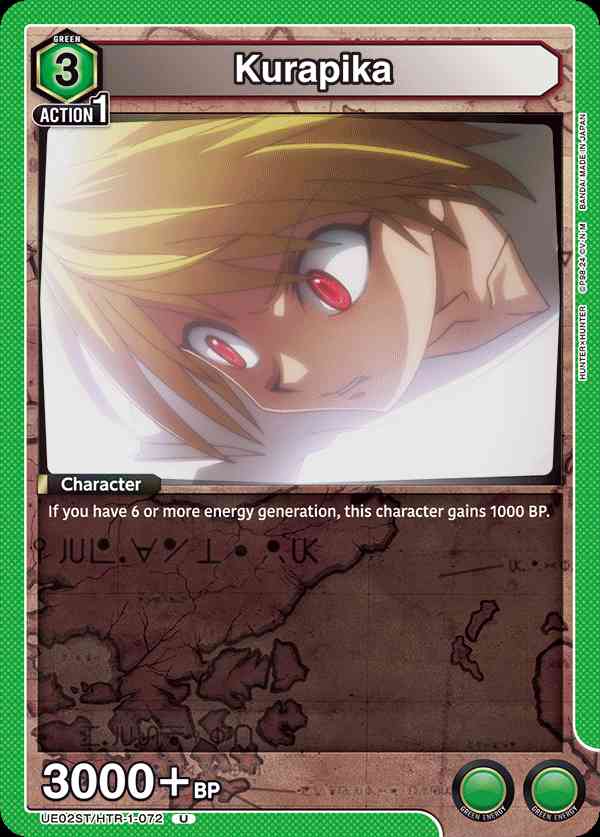 GREEN
3
Kurapika
ACTION 1
HUNTER×HUNTER ©P98-24 ©V･N･M BANDAI MADE IN JAPAN
Character
If you have 6 or more energy generation, this character gains 1000 BP.
3000+ BP
GREEN ENERGY
GREEN ENERGY
UE02ST/HTR-1-072 U